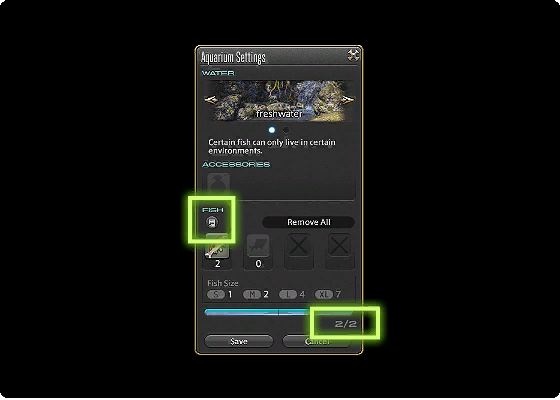 Aquarium Settings
WATER
freshwater
Certain fish can only live in certain
environments.
ACCESSORIES
FISH
Remove All
2 0
Fish Size
S 1 M 2 L 4 XL 7
2/2
Save Cancel